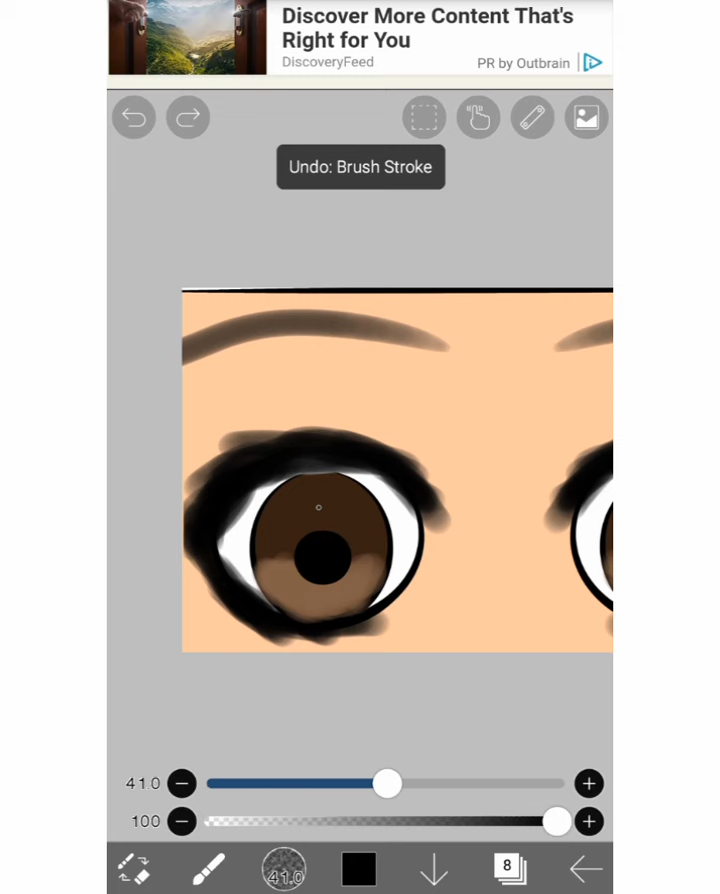 Discover More Content That's
Right for You
DiscoveryFeed
PR by Outbrain
Undo: Brush Stroke
41.0
100
41.0
8